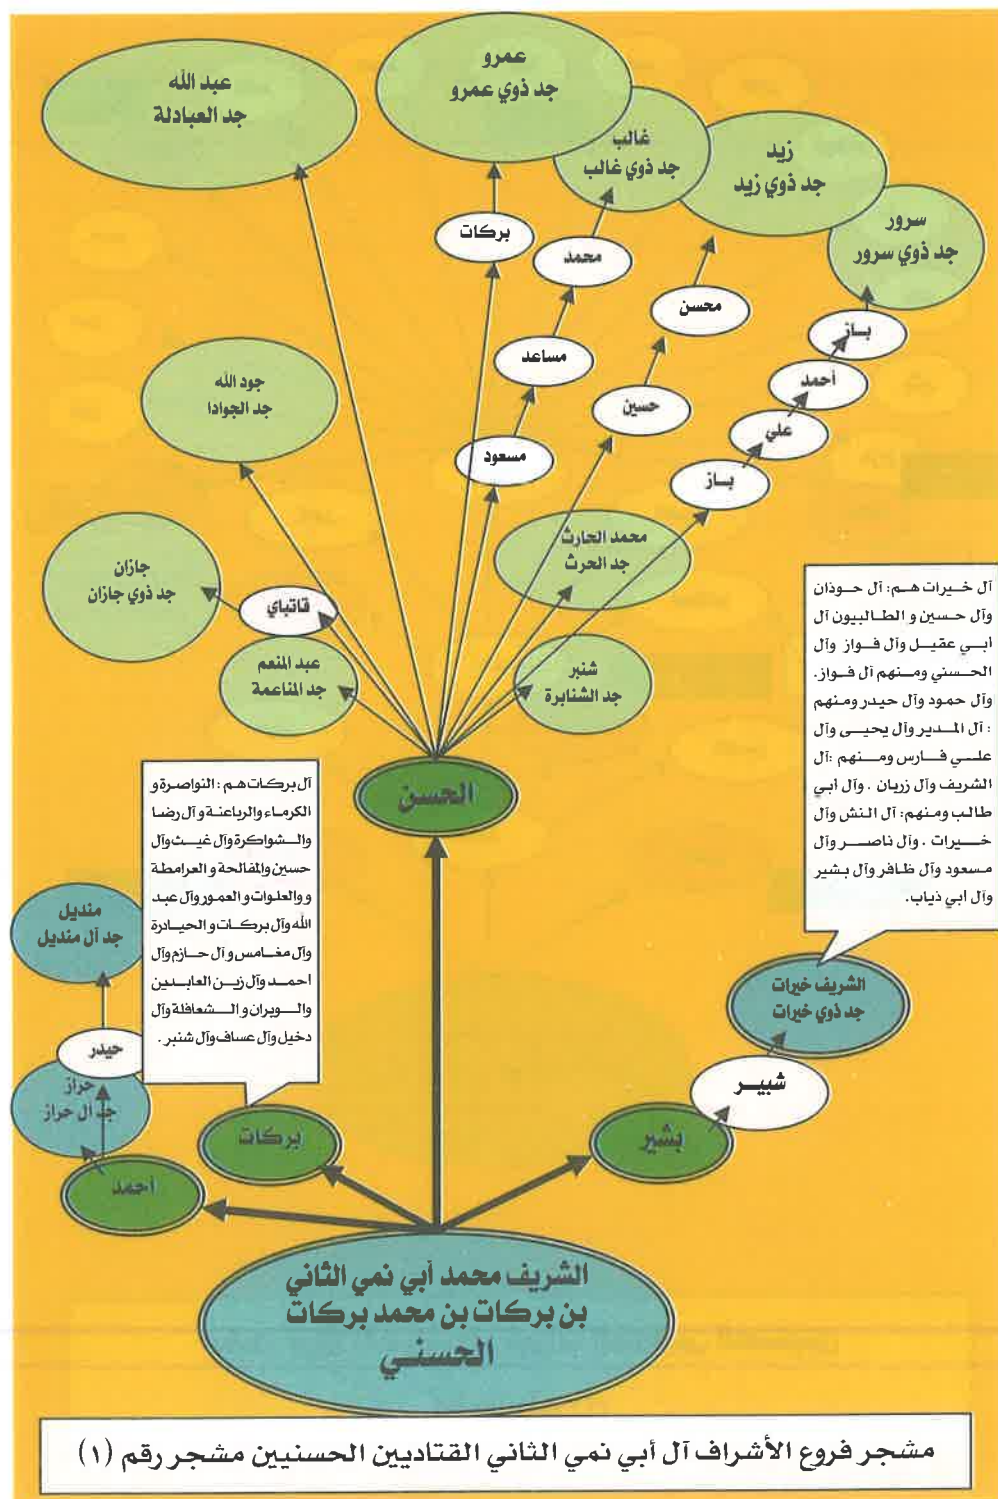 عمرو
جد ذوي عمرو
عبد الله
جد العبادلة
غالب
جد ذوي غالب
زيد
جد ذوي زيد
سرور
جد ذوي سرور
بركات
محمد
محسن
باز
مساعد
أحمد
حسين
علي
مسعود
باز
جود الله
جد الجوادا
محمد الحارث
جد الحرث
جازان
جد ذوي جازان
قاتباي
عبد المنعم
جد المناعمة
شنبر
جد الشنابرة
الحسن
آل خيرات هم: آل حوذان
وآل حسين و الطالبيون آل
أبي عقيل وآل فواز وآل
الحسني ومنهم آل فواز.
وآل حمود وآل حيدر ومنهم
: آل المدير وآل يحيى وآل
علي فارس ومنهم :آل
الشريف وآل زريان . وآل أبي
طالب ومنهم: آل النش وآل
خيرات . وآل ناصر وآل
مسعود وآل ظافر وآل بشير
وآل ابي ذياب.
آل بركات هم : النواصرة و
الكرماء والرباعنة و آل رضا
والشواكرة وآل غيث وآل
حسين والمفالحة و العرامطة
و والعلوات و العمور وآل عبد
الله وآل بركات و الحيادرة
وآل مغامس و آل حازم وآل
احمد وآل زين العابدين
والوبران و الشعافلة وآل
دخيل وآل عساف وآل شنبر .
منديل
جد آل منديل
حيدر
حراز
جد آل حراز
أحمد
بركات
الشريف خيرات
جد ذوي خيرات
شبير
بشير
الشريف محمد أبي نمي الثاني
بن بركات بن محمد بركات
الحسني
مشجر فروع الأشراف آل أبي نمي الثاني القتاديين الحسنيين مشجر رقم (١)